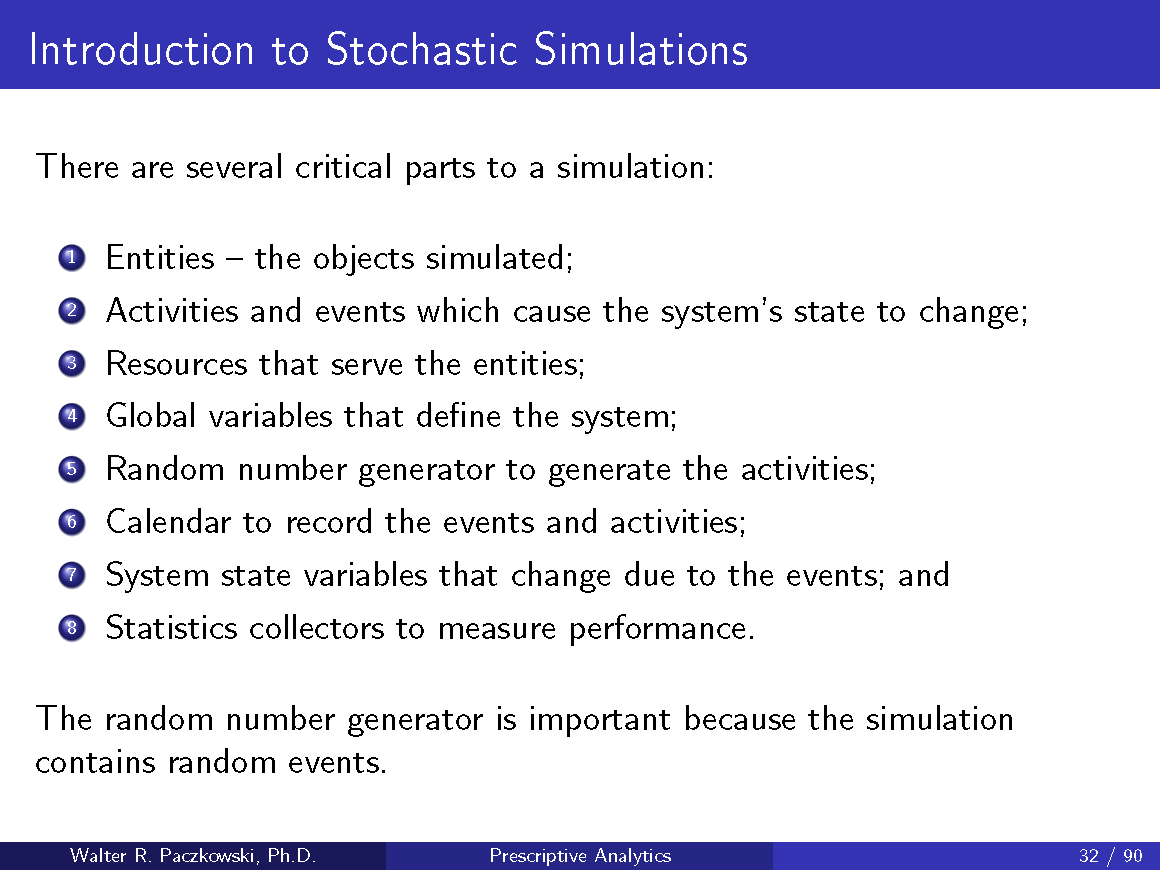 Introduction to Stochastic Simulations
There are several critical parts to a simulation:
1 Entities – the objects simulated;
2 Activities and events which cause the system's state to change;
3 Resources that serve the entities;
4 Global variables that define the system;
5 Random number generator to generate the activities;
6 Calendar to record the events and activities;
7 System state variables that change due to the events; and
8 Statistics collectors to measure performance.
The random number generator is important because the simulation
contains random events.
Walter R. Paczkowski, Ph.D. Prescriptive Analytics 32 / 90